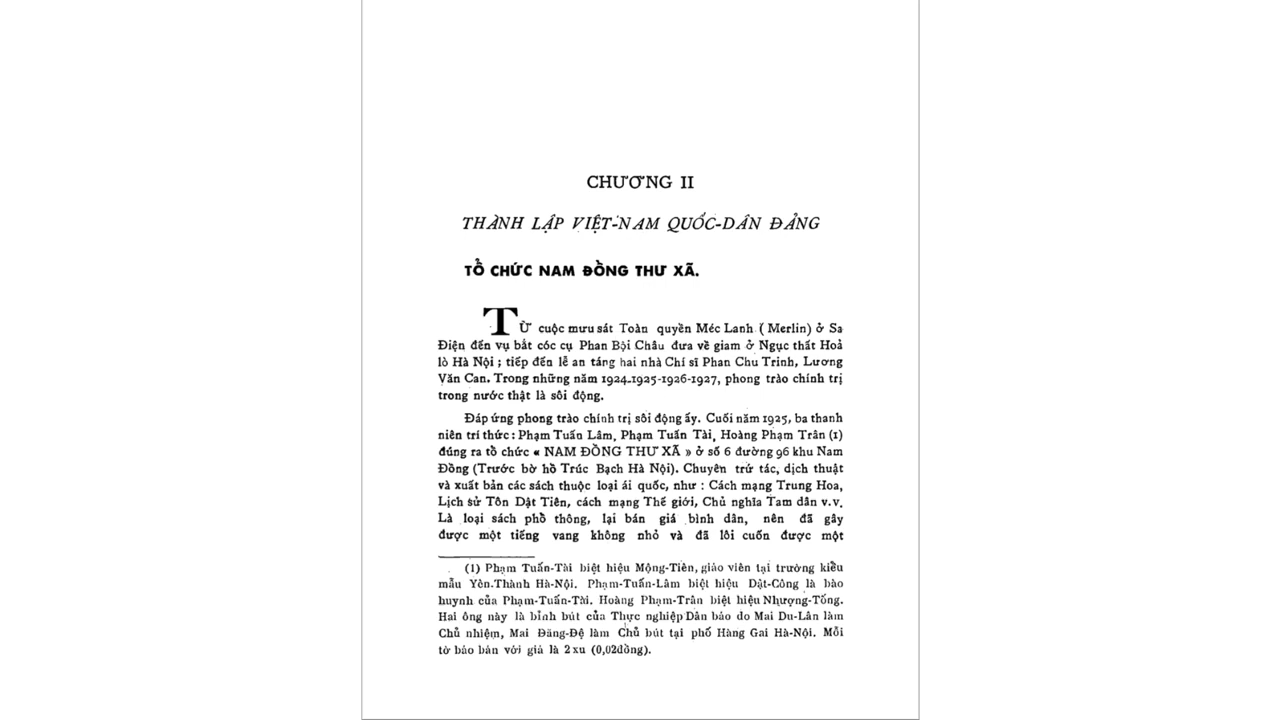 CHƯƠNG II
THÀNH LẬP VIỆT-NAM QUỐC-DÂN ĐẢNG
TỔ CHỨC NAM ĐỒNG THƯ XÃ.
TỪ cuộc mưu sát Toàn quyền Méc Lanh ( Merlin) ở Sa
Điện đến vụ bắt cóc cụ Phan Bội Châu đưa về giam ở Ngục thất Hoả
lò Hà Nội ; tiếp đến lễ an táng hai nhà Chí sĩ Phan Chu Trinh, Lương
Văn Can. Trong những năm 1924-1925-1926-1927, phong trào chính trị
trong nước thật là sôi động.
Đáp ứng phong trào chính trị sôi động ấy. Cuối năm 1925, ba thanh
niên trí thức : Phạm Tuấn Lâm, Phạm Tuấn Tài, Hoàng Phạm Trân (1)
đúng ra tổ chức « NAM ĐỒNG THƯ XÃ » ở số 6 đường 96 khu Nam
Đồng (Trước bờ hồ Trúc Bạch Hà Nội). Chuyên trứ tác, dịch thuật
và xuất bản các sách thuộc loại ái quốc, như : Cách mạng Trung Hoa,
Lịch sử Tôn Dật Tiên, cách mạng Thế giới, Chủ nghĩa Tam dân v.v.
Là loại sách phổ thông, lại bán giá bình dân, nên đã gây
được một tiếng vang không nhỏ và đã lôi cuốn được một
(1) Phạm Tuấn-Tài biệt hiệu Mộng-Tiên, giáo viên tại trường kiểu
mẫu Yên-Thành Hà-Nội. Phạm-Tuấn-Lâm biệt hiệu Dật-Công là bào
huynh của Phạm-Tuấn-Tài. Hoàng Phạm-Trân biệt hiệu Nhượng-Tống.
Hai ông này là bỉnh bút của Thực nghiệp Dân báo do Mai Du-Lân làm
Chủ nhiệm, Mai Đăng-Đệ làm Chủ bút tại phố Hàng Gai Hà-Nội. Mỗi
tờ báo bán với giá là 2 xu (0,02đồng).